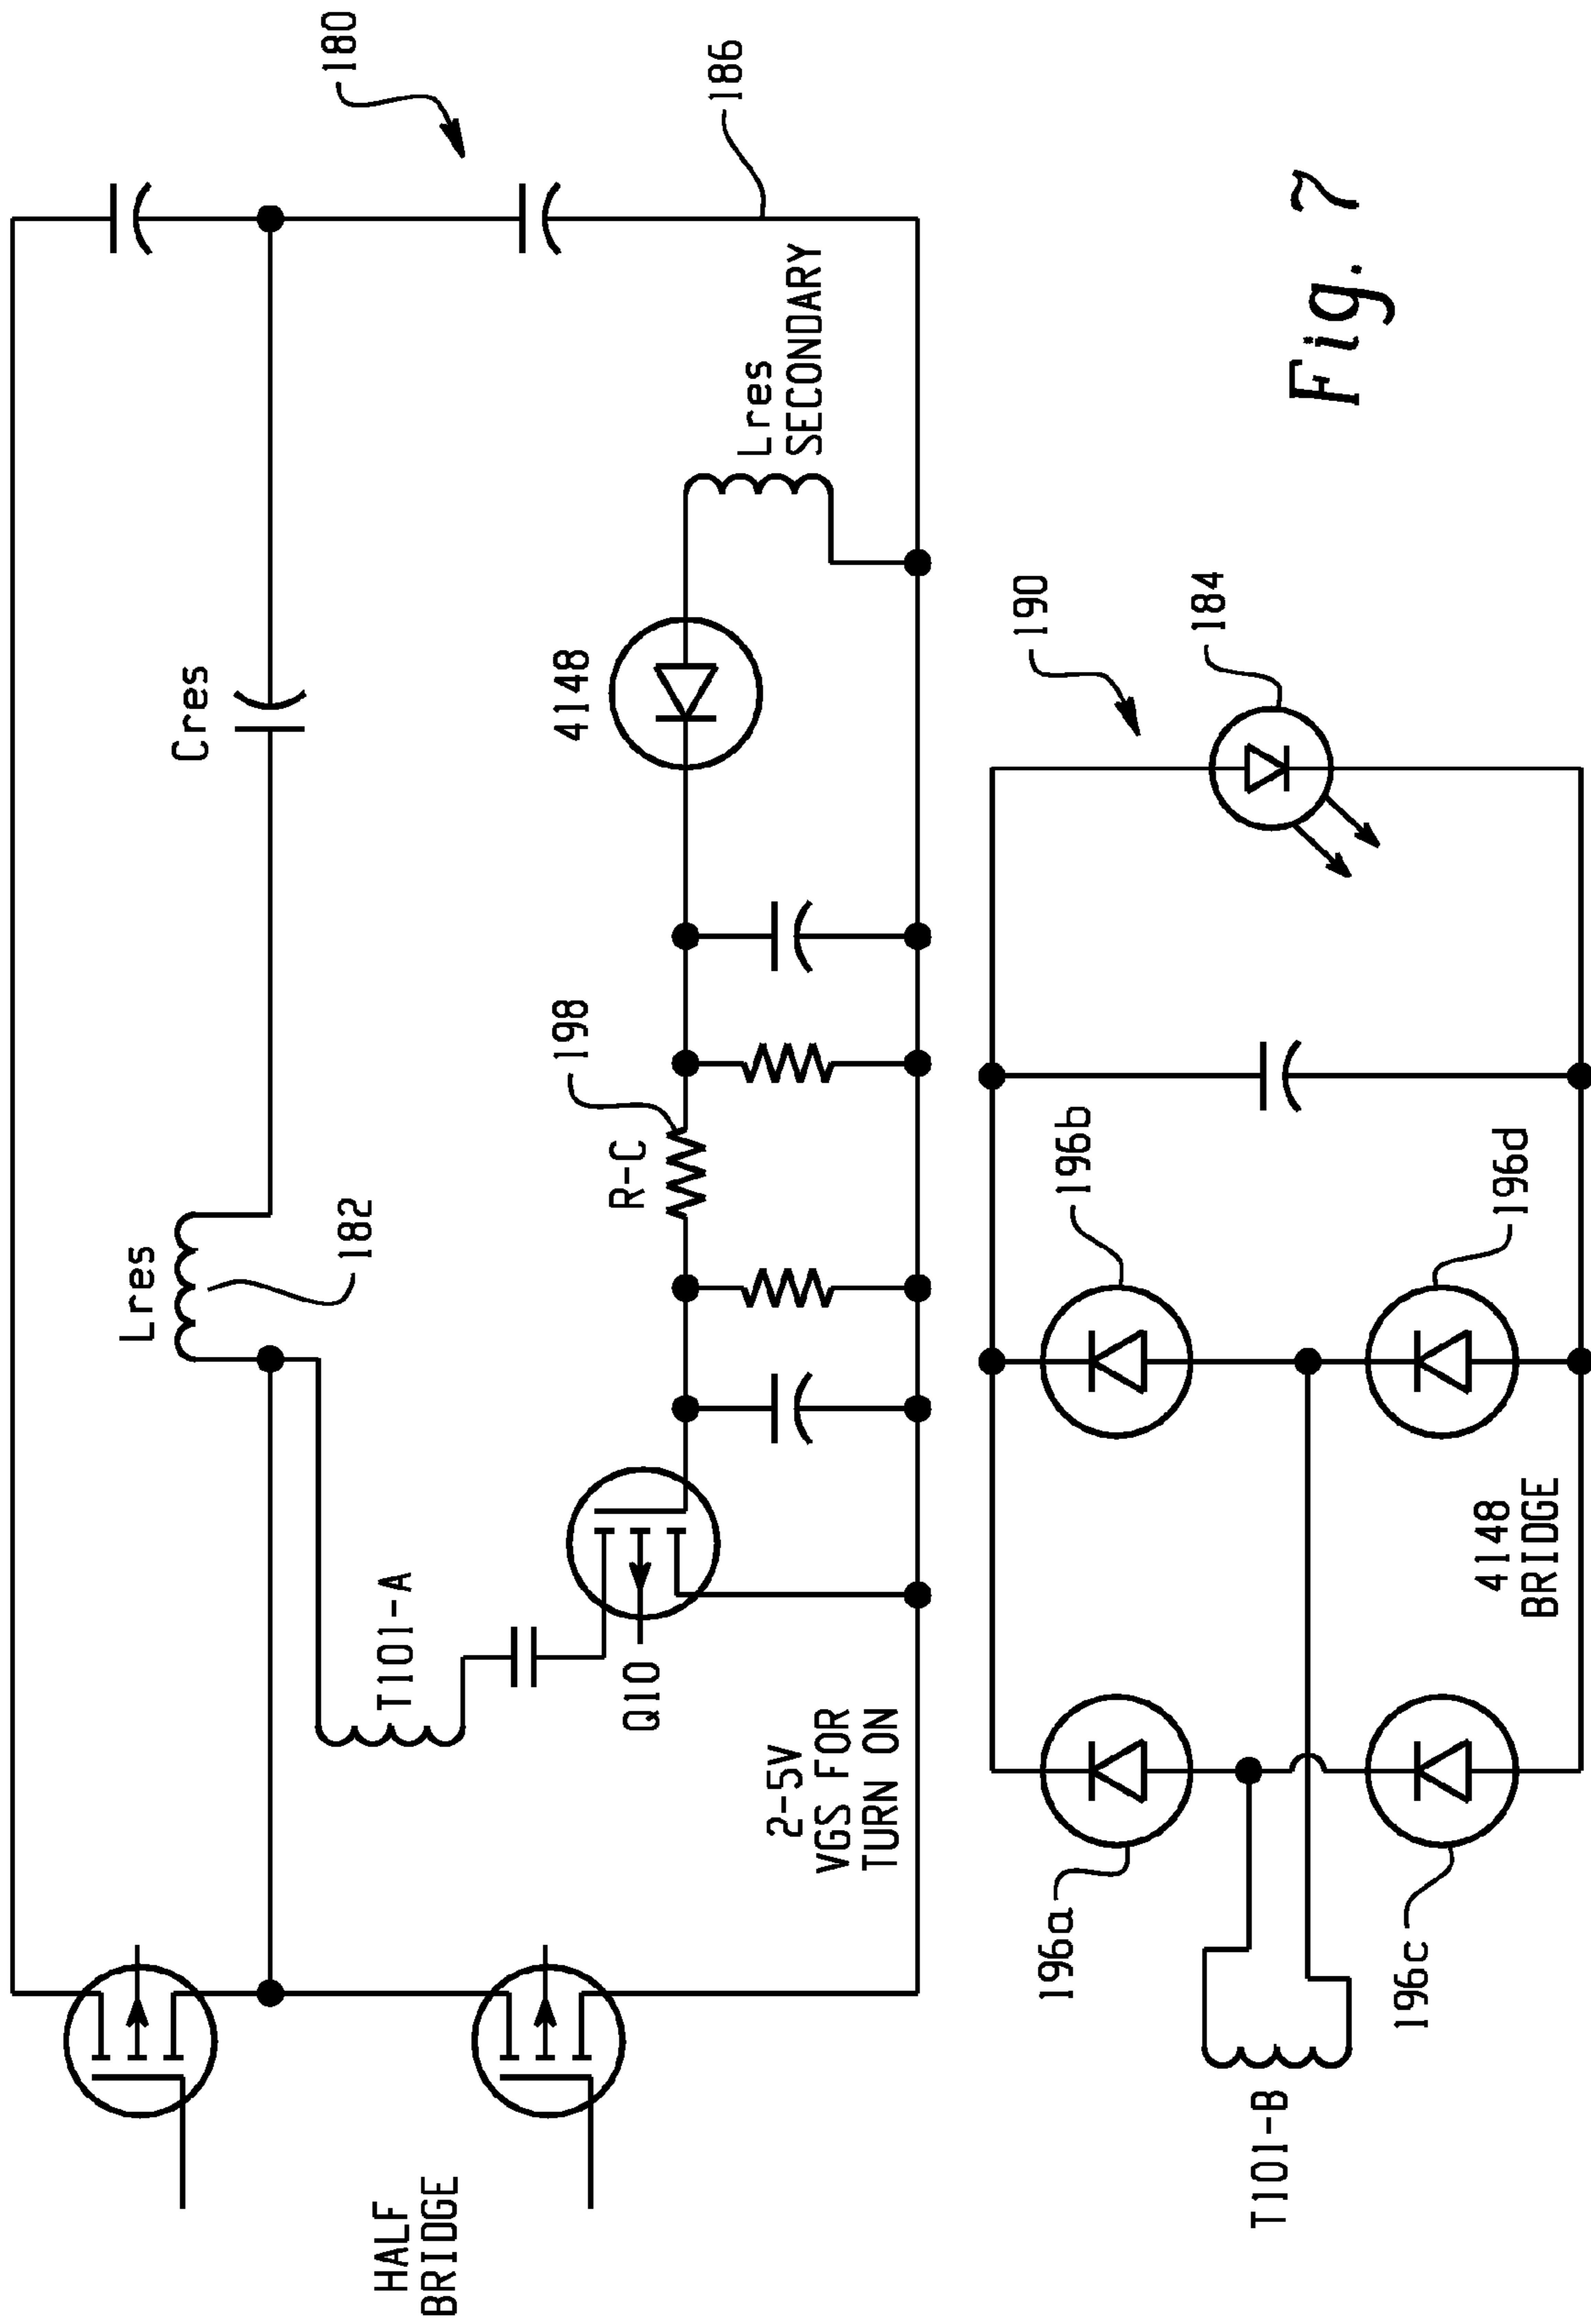 180
186
Cres
Lres
182
Lres
SECONDARY
4148
198
R-C
T101-A
Q10
2-5V
VGS FOR
TURN ON
HALF
BRIDGE
190
184
196b
196d
4148
BRIDGE
196a
196c
T101-B
Fig. 7